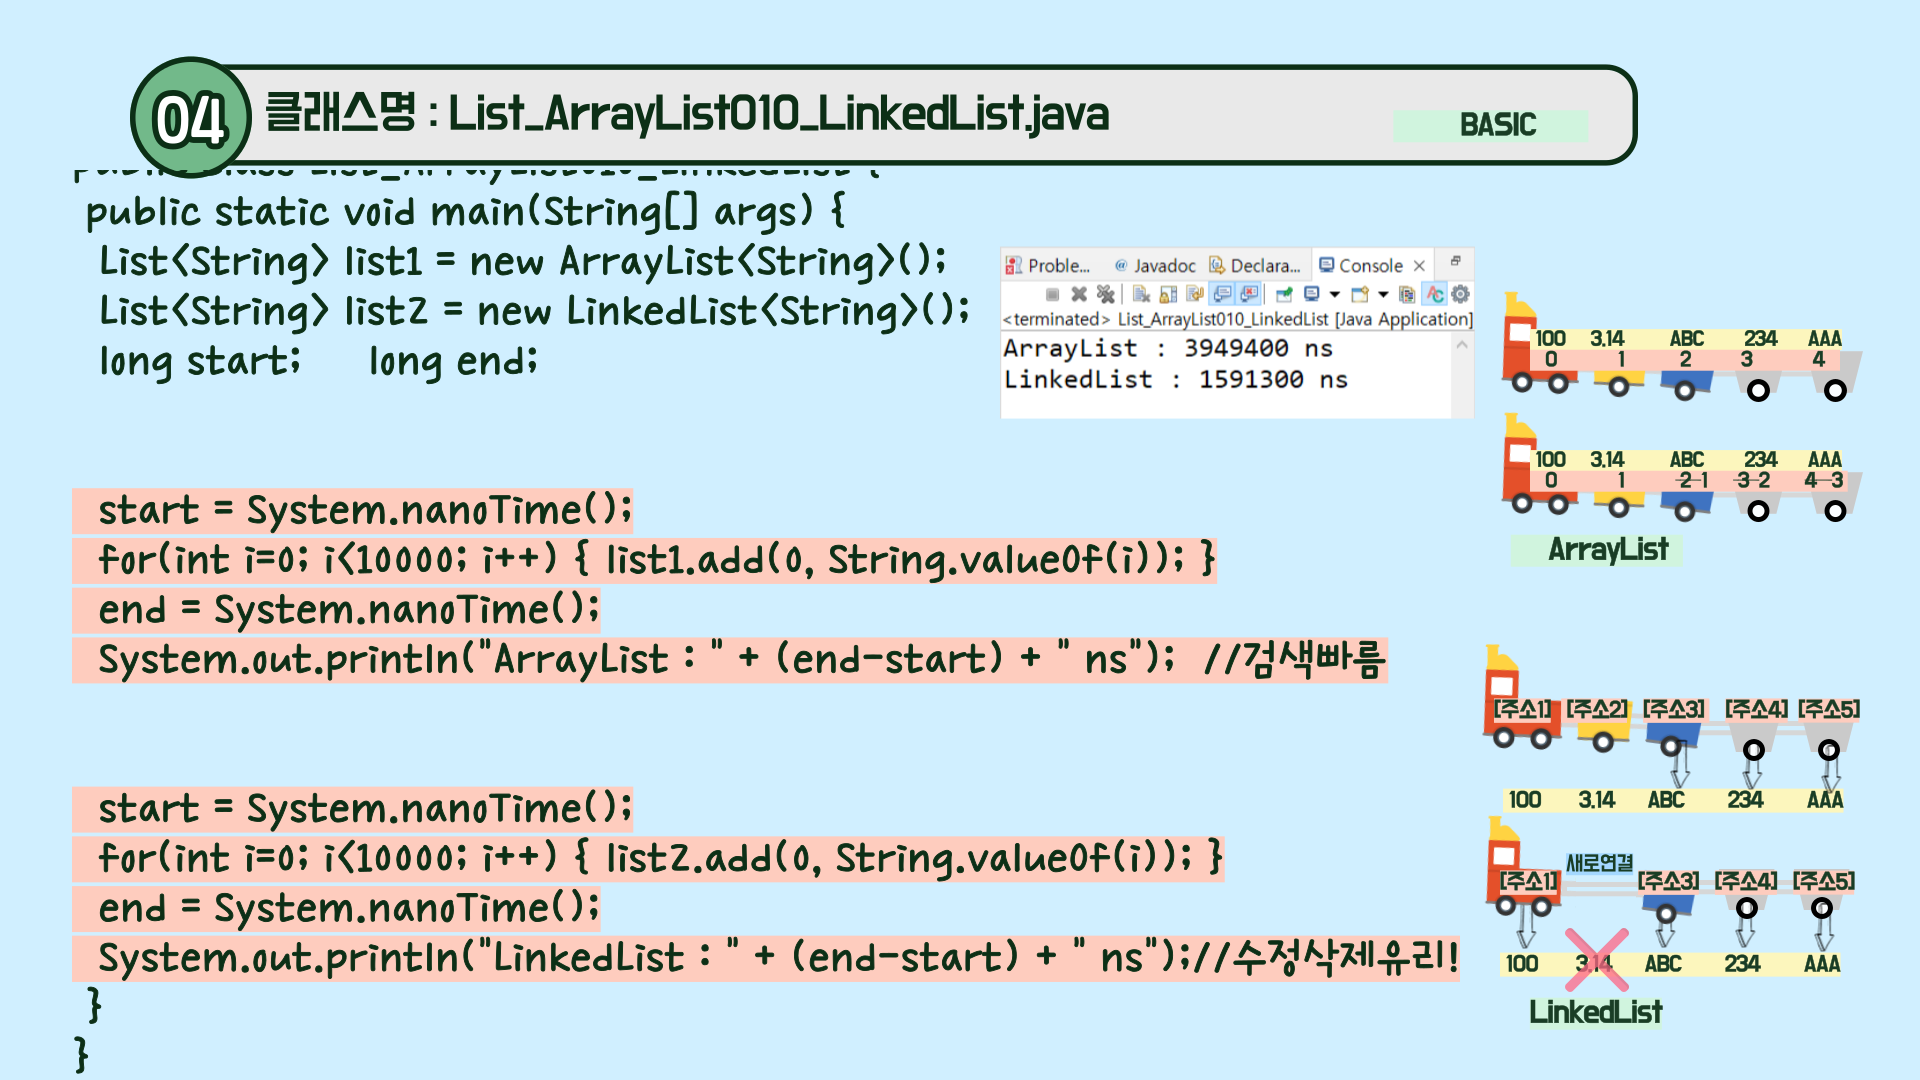 04 클래스명 : List_ArrayList010_LinkedList.java
BASIC
public class List_ArrayList010_LinkedList {
public static void main(String[] args) {
List<String> list1 = new ArrayList<String>();
List<String> list2 = new LinkedList<String>();
long start; long end;
start = System.nanoTime();
for(int i=0; i<10000; i++) { list1.add(0, String.valueOf(i)); }
end = System.nanoTime();
System.out.println("ArrayList : " + (end-start) + " ns"); //검색빠름
start = System.nanoTime();
for(int i=0; i<10000; i++) { list2.add(0, String.valueOf(i)); }
end = System.nanoTime();
System.out.println("LinkedList : " + (end-start) + " ns");//수정삭제유리!
}
}
Proble... @ Javadoc Declara... Console
<terminated> List_ArrayList010_LinkedList [Java Application]
ArrayList : 3949400 ns
LinkedList : 1591300 ns
100 3.14 ABC 234 AAA
0 1 2 3 4
100 3.14 ABC 234 AAA
0 1 2 1 3 2 4 3
ArrayList
[주소1] [주소2] [주소3] [주소4] [주소5]
100 3.14 ABC 234 AAA
새로연결
[주소1] [주소3] [주소4] [주소5]
100 3.14 ABC 234 AAA
LinkedList